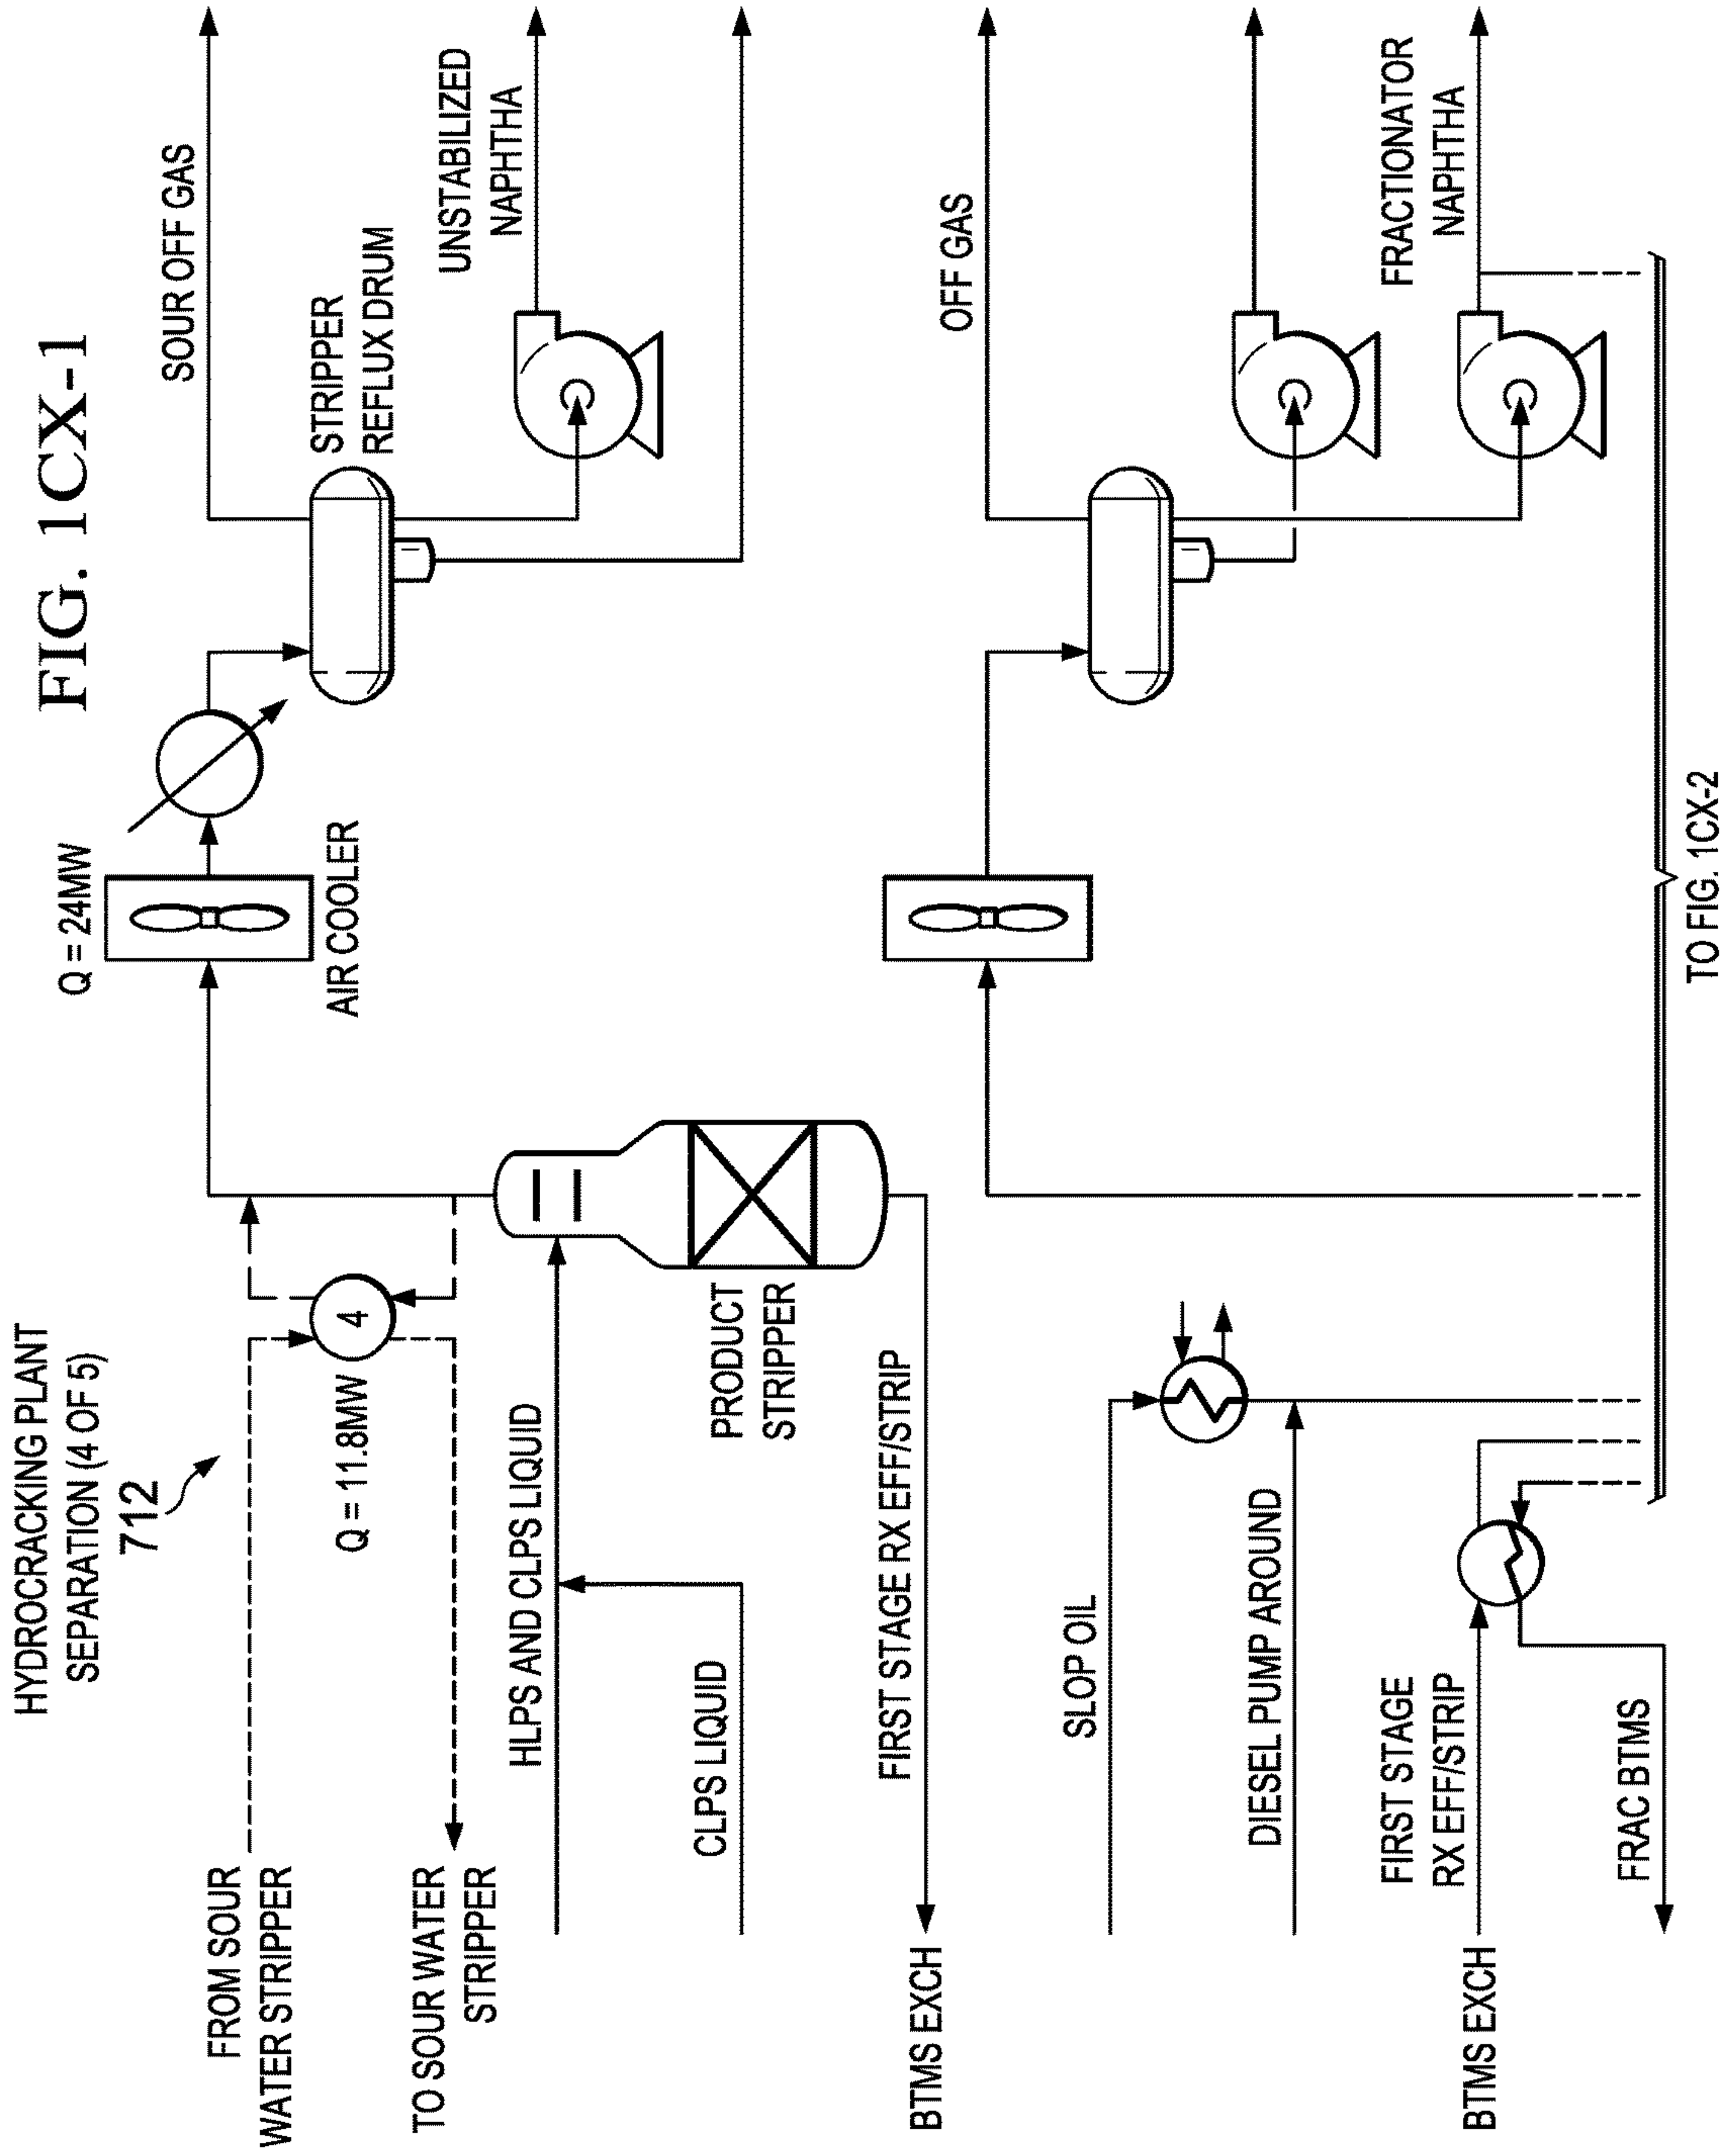 FIG. 1CX-1
HYDROCRACKING PLANT
SEPARATION (4 OF 5)
712
Q = 24MW
SOUR OFF GAS
AIR COOLER
STRIPPER
REFLUX DRUM
UNSTABILIZED
NAPHTHA
FROM SOUR
WATER STRIPPER
4
Q = 11.8MW
TO SOUR WATER
STRIPPER
HLPS AND CLPS LIQUID
CLPS LIQUID
PRODUCT
STRIPPER
FIRST STAGE RX EFF/STRIP
BTMS EXCH
OFF GAS
SLOP OIL
DIESEL PUMP AROUND
FIRST STAGE
RX EFF/STRIP
BTMS EXCH
FRAC BTMS
FRACTIONATOR
NAPHTHA
TO FIG. 1CX-2